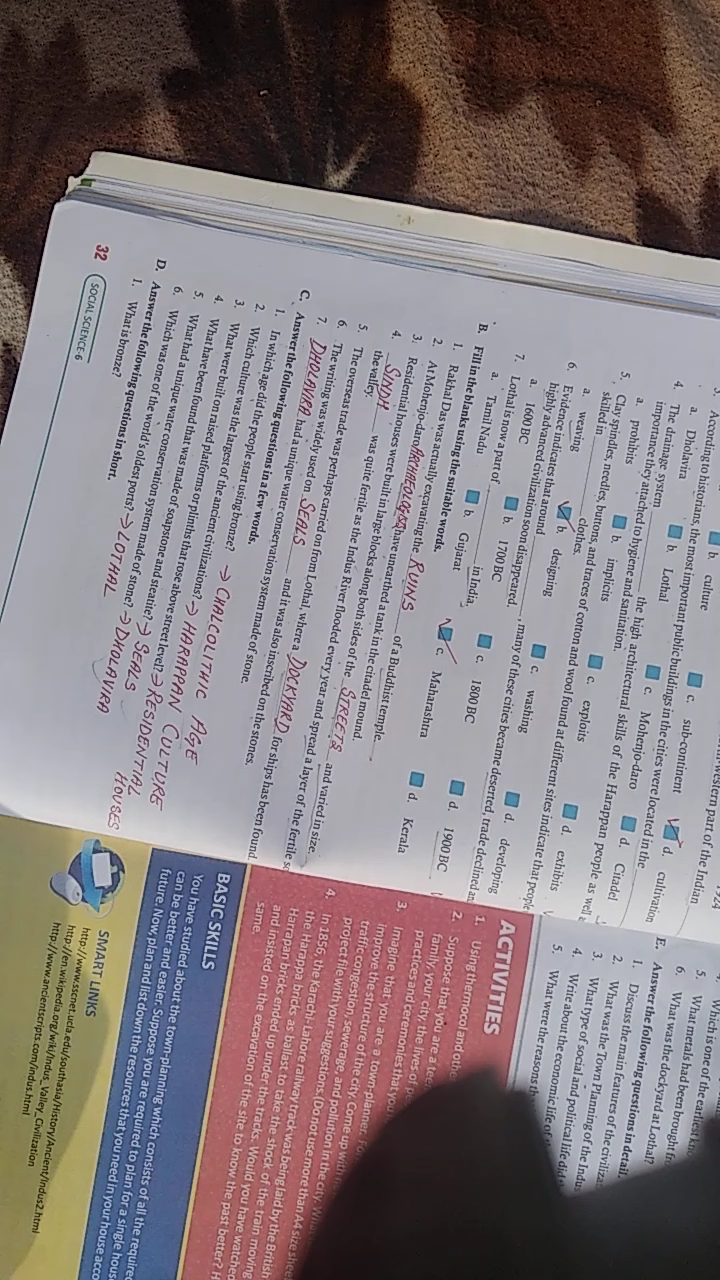 According to historians, the most important public buildings in the cities were located in the
a. Dholavira
b. Lothal
c. Mohenjo-daro
d. Citadel
b. culture
c. sub-continent
d. cultivation
4. The drainage system
the high architectural skills of the Harappan people as well
importance they attached to hygiene and sanitation.
a. prohibits
b. implicits
c. exploits
d. exhibits
5. Clay spindles, needles, buttons, and traces of cotton and wool found at different sites indicate that people
skilled in clothes.
a. weaving
b. designing
c. washing
d. developing
6. Evidence indicates that around , many of these cities became deserted, trade declined an
highly advanced civilization soon disappeared.
a. 1600 BC
b. 1700 BC
c. 1800 BC
d. 1900 BC
7. Lothal is now a part of in India.
a. Tamil Nadu
b. Gujarat
c. Maharashtra
d. Kerala
B. Fill in the blanks using the suitable words.
1. Rakhal Das was actually excavating the RUINS of a Buddhist temple.
2. At Mohenjo-daro have unearthed a tank in the citadel mound.
3. Residential houses were built in large blocks along both sides of the STREETS and varied in size.
4. SINDH was quite fertile as the Indus River flooded every year and spread a layer of the fertile
the valley.
5. The overseas trade was perhaps carried on from Lothal, where a DOCKYARD for ships has been found.
6. The writing was widely used on SEALS and it was also inscribed on the stones.
7. DHOLAVIRA had a unique water conservation system made of stone.
C. Answer the following questions in a few words.
1. In which age did the people start using bronze? → CHALCOLITHIC AGE
2. Which culture was the largest of the ancient civilizations? → HARAPPAN CULTURE
3. What were built on raised platforms or plinths that rose above street level? → RESIDENTIAL HOUSES
4. What have been found that was made of soapstone and steatite? → SEALS
5. What had a unique water conservation system made of stone? → DHOLAVIRA
6. Which was one of the world's oldest ports? → LOTHAL
D. Answer the following questions in short.
1. What is bronze?
32 SOCIAL SCIENCE-6
5. Which is one of the earliest
6. What metals had been brought
What was the dockyard at Lothal?
E. Answer the following questions in detail.
1. Discuss the main features of the
2. What was the Town Planning of the Indus
3. What type of social and political life did
4. Write about the economic life of
5. What were the reasons
ACTIVITIES
1. Using thermocol and
2. Suppose that you are a
family, your city, the lives of
practices and ceremonies that
3. Imagine that you are a town-planner.
improve the structure of the city. Come up with
traffic congestion, sewerage, and pollution in the city.
project file with your suggestions. (Do not use more than A4 size
4. In 1856, the Karachi-Lahore railway track was being laid by the British
the Harappa bricks as ballast to take the shock of the train moving
Harrapan bricks ended up under the tracks. Would you have watched
and insisted on the excavation of the site to know the past better?
same.
BASIC SKILLS
You have studied about the town-planning which consists of all the
can be better and easier. Suppose you are required to plan for a single
future. Now, plan and list down the resources that you need in your house
SMART LINKS
http://www.sscnet.ucla.edu/southasia/History/Ancient/Indus2.html
http://en.wikipedia.org/wiki/Indus_Valley_Civilization
http://www.ancientscripts.com/indus.html